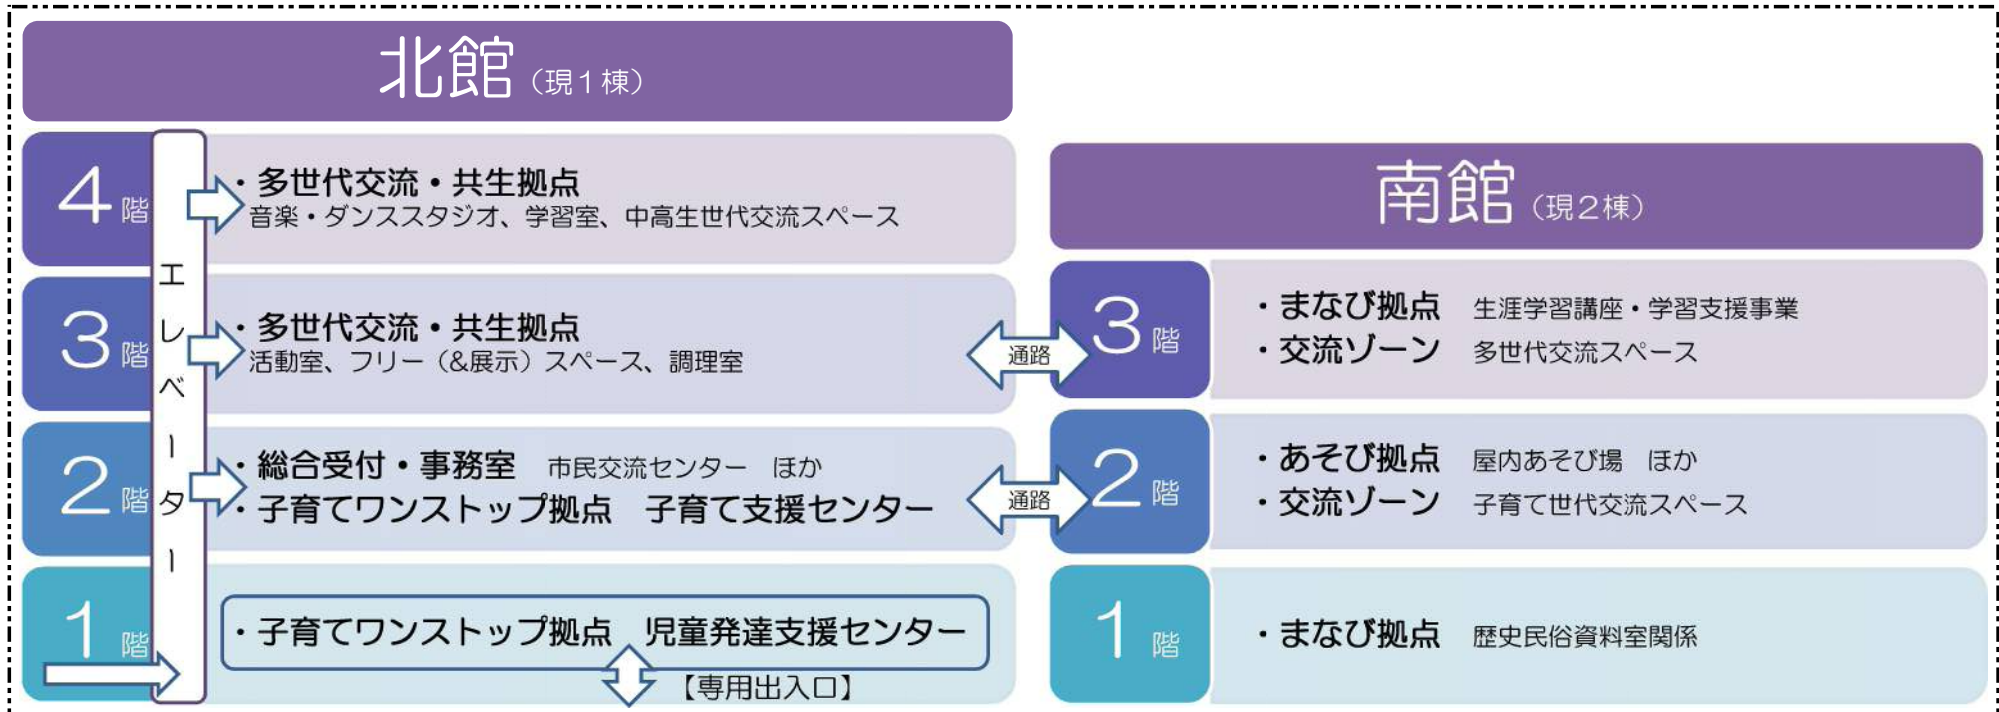 北館（現1棟）
エレベーター
4階
・多世代交流・共生拠点
音楽・ダンススタジオ、学習室、中高生世代交流スペース
3階
・多世代交流・共生拠点
活動室、フリー（&展示）スペース、調理室
通路
2階
・総合受付・事務室　市民交流センター　ほか
・子育てワンストップ拠点　子育て支援センター
通路
1階
・子育てワンストップ拠点　児童発達支援センター
【専用出入口】
南館（現2棟）
3階
・まなび拠点　生涯学習講座・学習支援事業
・交流ゾーン　多世代交流スペース
2階
・あそび拠点　屋内あそび場　ほか
・交流ゾーン　子育て世代交流スペース
1階
・まなび拠点　歴史民俗資料室関係